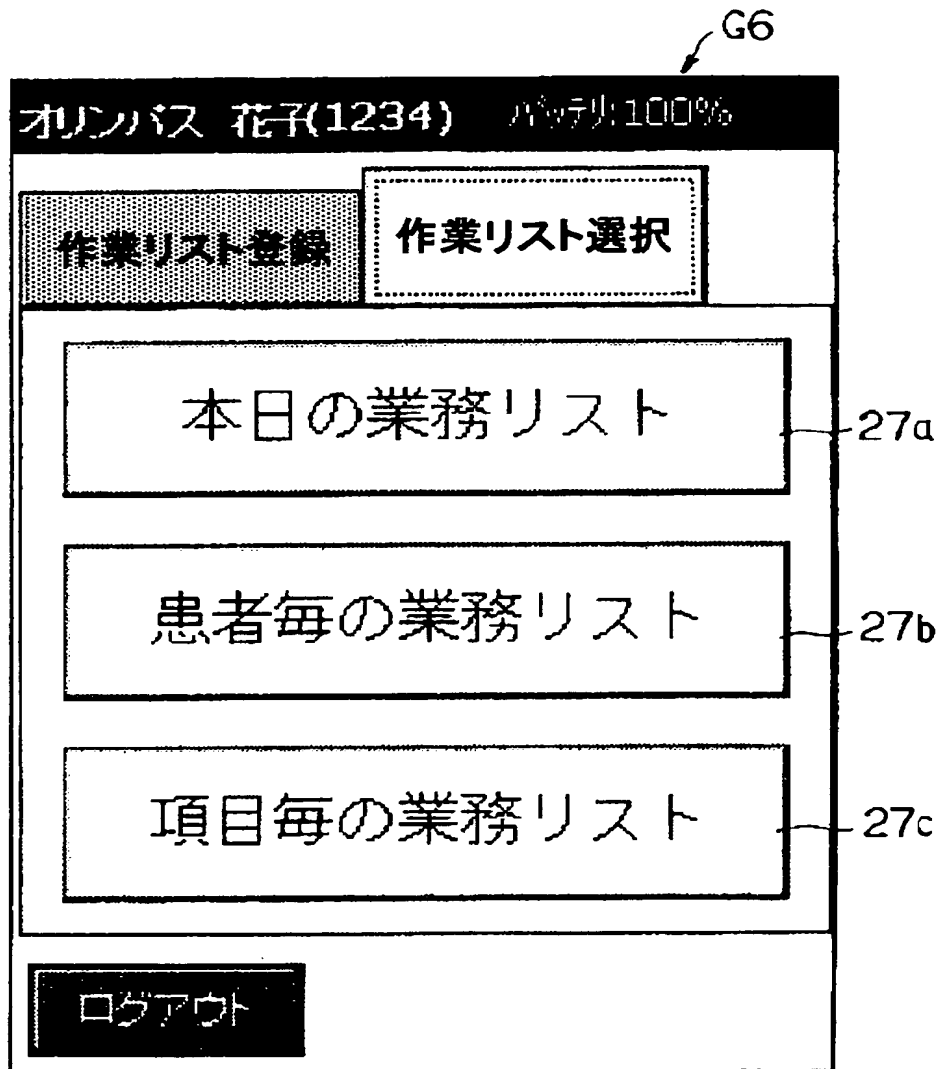 G6
オリンパス 花子(1234) バッテリ:100%
作業リスト登録 作業リスト選択
本日の業務リスト 27a
患者毎の業務リスト 27b
項目毎の業務リスト 27c
ログアウト